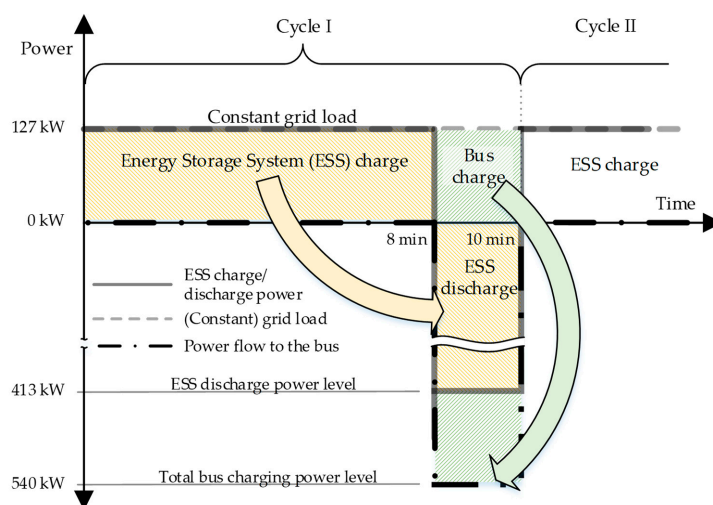 Cycle I
Cycle II
Power
Constant grid load
127 kW
Energy Storage System (ESS) charge
Bus
charge
ESS charge
Time
0 kW
8 min
10 min
ESS
discharge
ESS charge/
discharge power
(Constant) grid load
Power flow to the bus
ESS discharge power level
413 kW
Total bus charging power level
540 kW